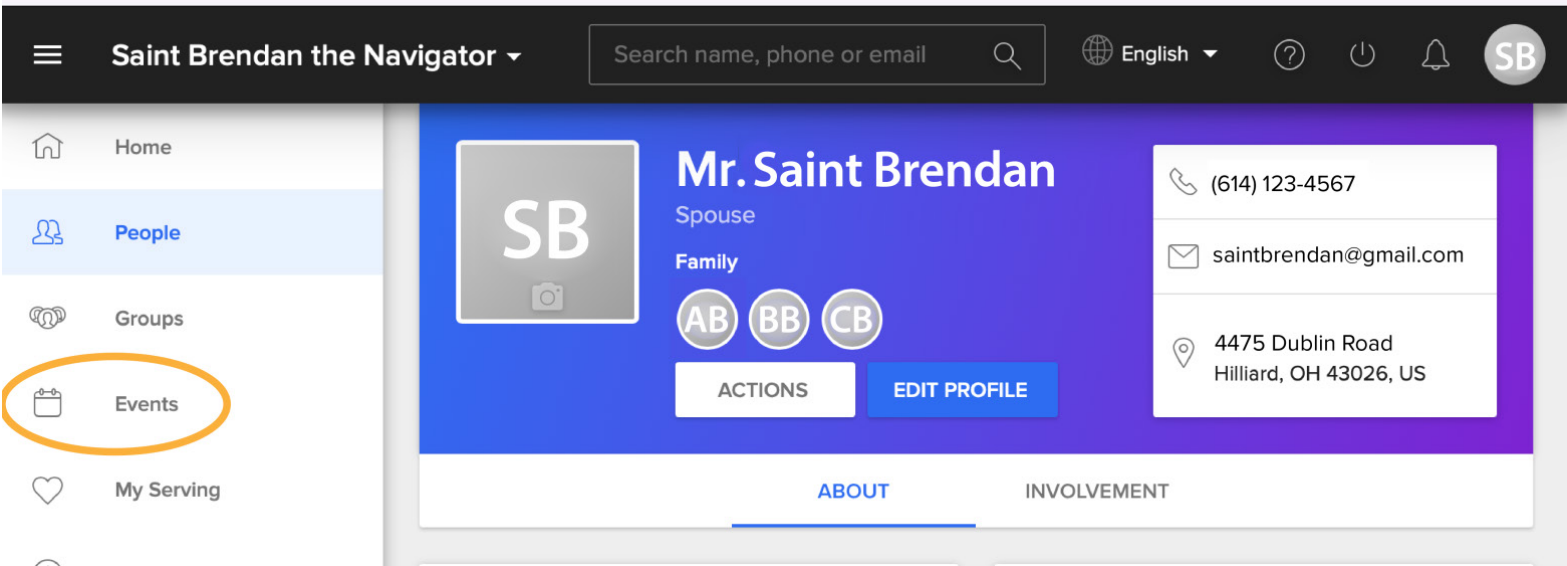 Saint Brendan the Navigator
Search name, phone or email
English
?
SB
Home
People
Groups
Events
My Serving
SB
Mr. Saint Brendan
Spouse
Family
AB BB CB
ACTIONS
EDIT PROFILE
(614) 123-4567
saintbrendan@gmail.com
4475 Dublin Road
Hilliard, OH 43026, US
ABOUT
INVOLVEMENT